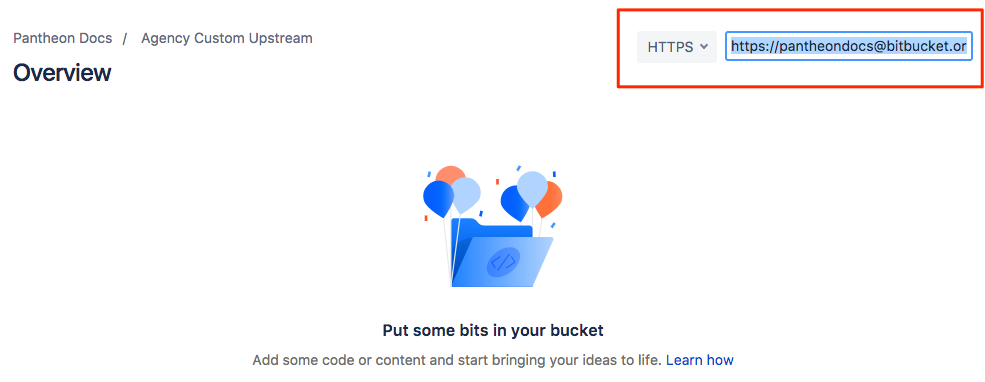 Pantheon Docs / Agency Custom Upstream
HTTPS https://pantheondocs@bitbucket.or
Overview
</>
Put some bits in your bucket
Add some code or content and start bringing your ideas to life. Learn how